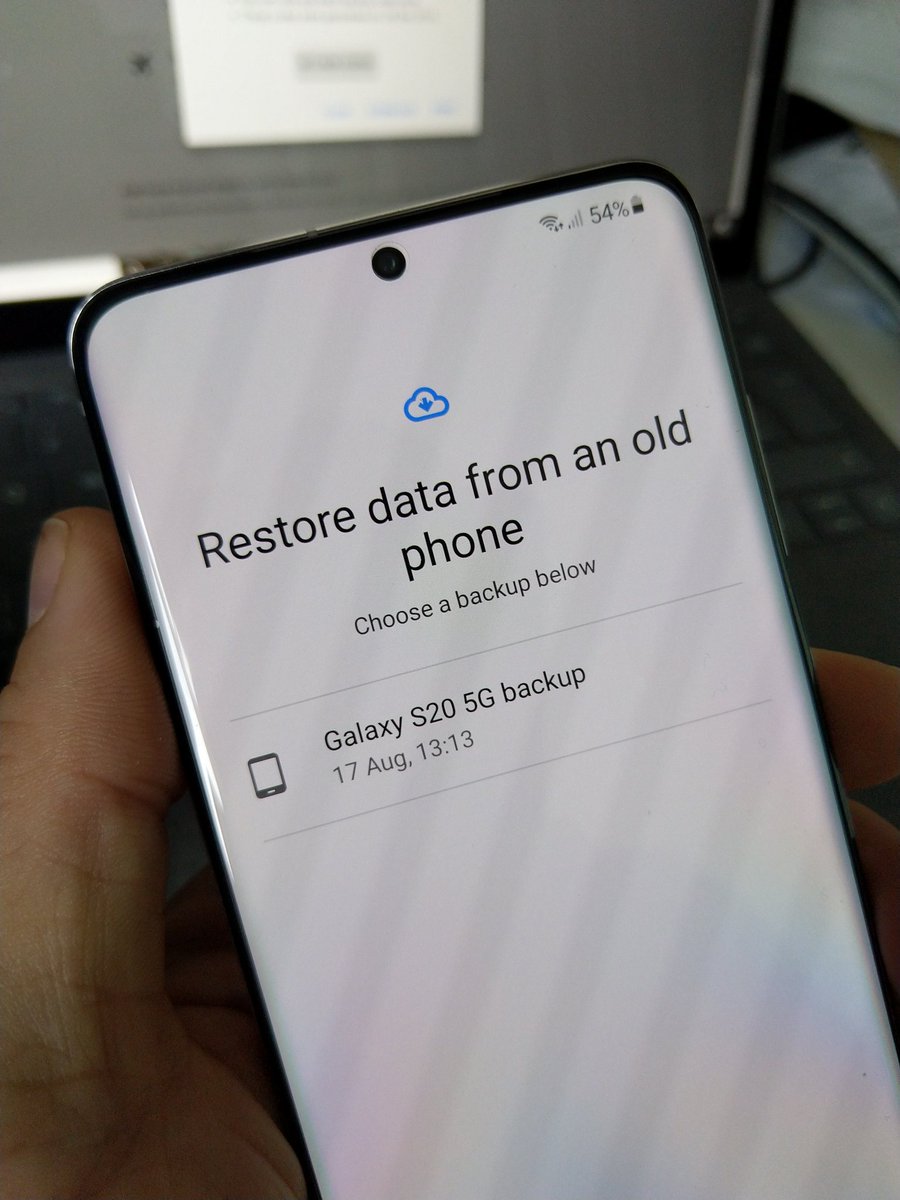 54%
Restore data from an old
phone
Choose a backup below
Galaxy S20 5G backup
17 Aug, 13:13